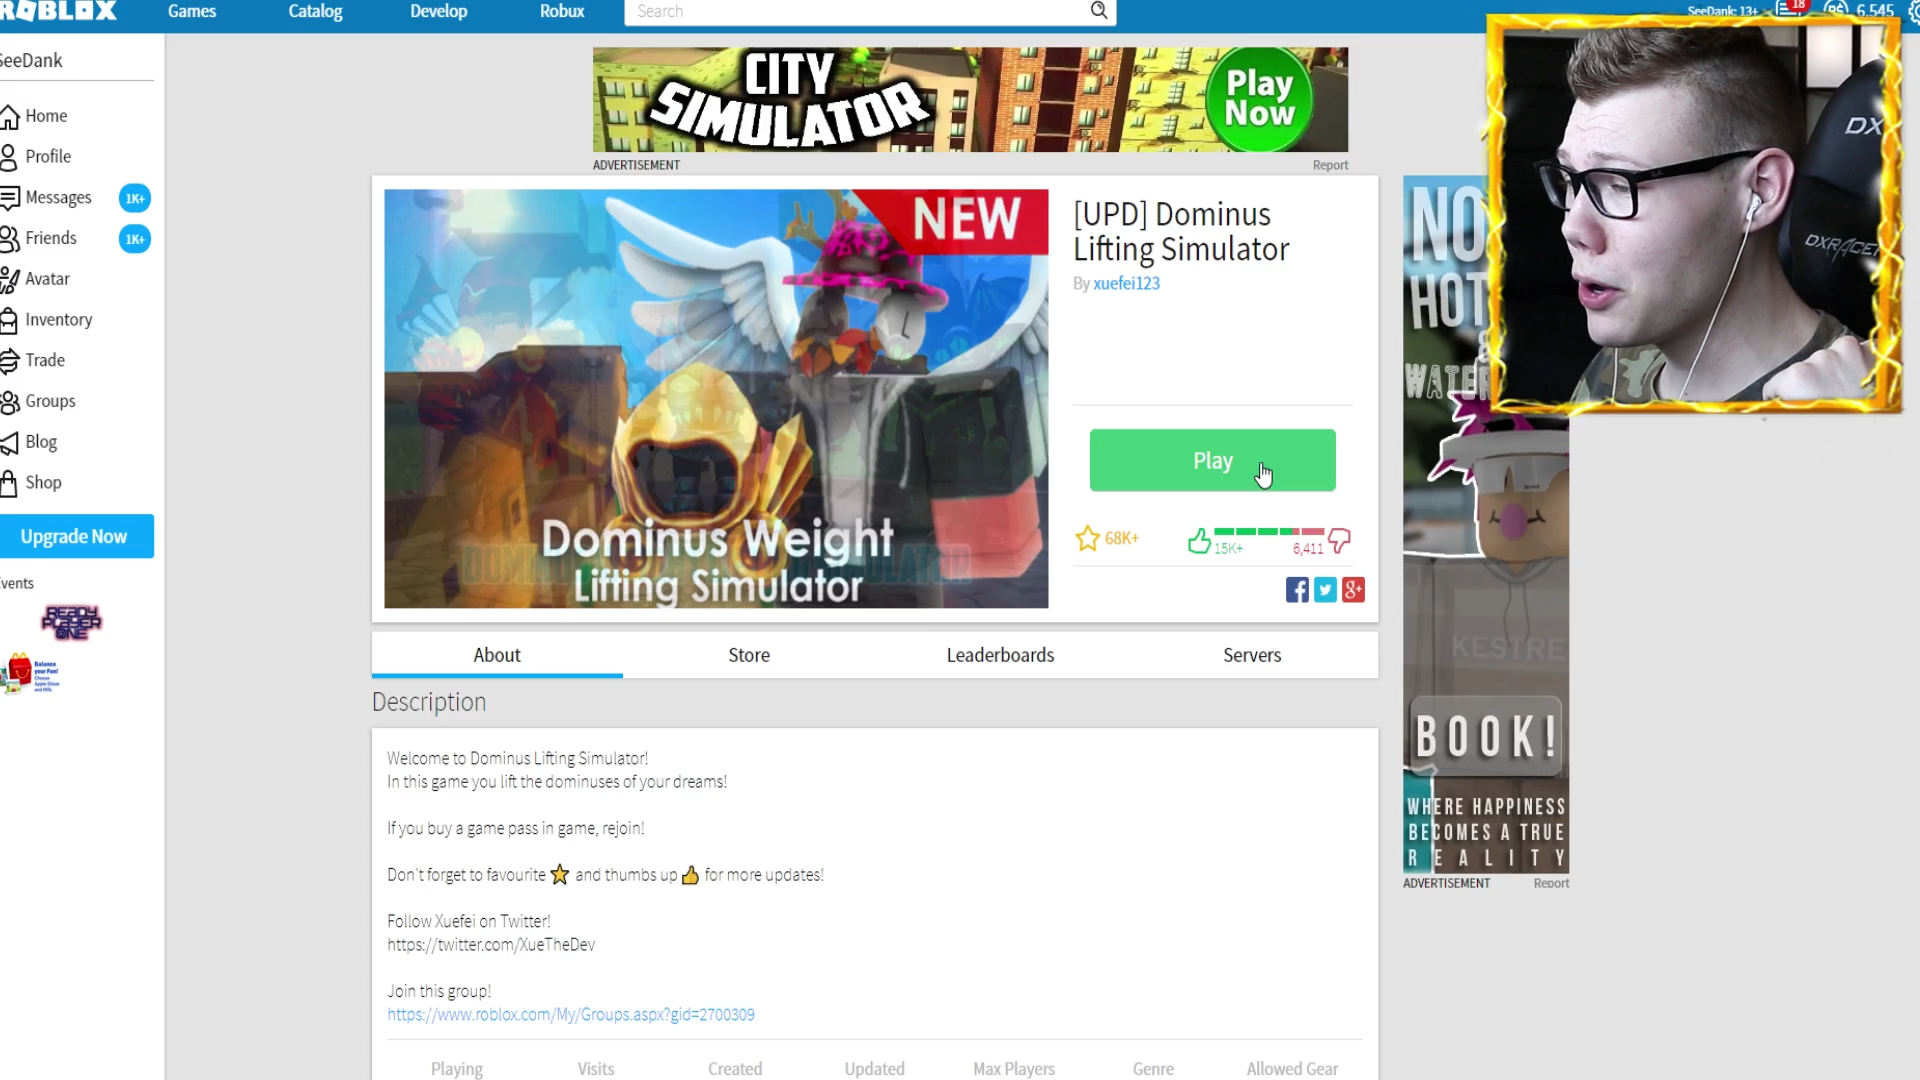 ROBLOX
Games
Catalog
Develop
Robux
Search
SeeDank: 13+
18
R$
6,545
SeeDank
Home
Profile
Messages
1K+
Friends
1K+
Avatar
Inventory
Trade
Groups
Blog
Shop
Upgrade Now
Events
READY
PLAYER
ONE
CITY
SIMULATOR
Play
Now
ADVERTISEMENT
Report
NEW
Dominus Weight
Lifting Simulator
[UPD] Dominus
Lifting Simulator
By xuefei123
Play
68K+
15K+
6,411
About
Store
Leaderboards
Servers
Description
Welcome to Dominus Lifting Simulator!
In this game you lift the dominuses of your dreams!
If you buy a game pass in game, rejoin!
Don't forget to favourite ⭐ and thumbs up 👍 for more updates!
Follow Xuefei on Twitter!
https://twitter.com/XueTheDev
Join this group!
https://www.roblox.com/My/Groups.aspx?gid=2700309
Playing
Visits
Created
Updated
Max Players
Genre
Allowed Gear
NO
HOT
&
WATER
KESTRE
BOOK!
WHERE HAPPINESS
BECOMES A TRUE
REALITY
ADVERTISEMENT
Report
DX
DXRACER